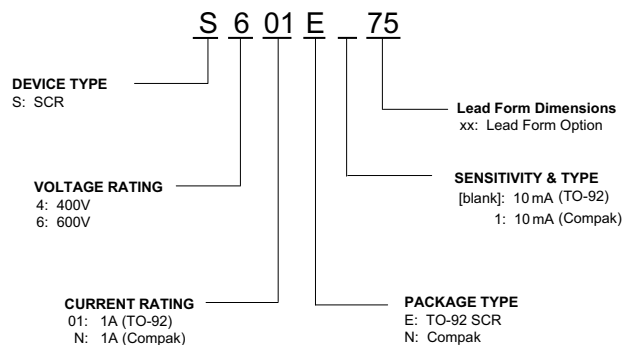 S 6 01 E _ 75
DEVICE TYPE
S: SCR
Lead Form Dimensions
xx: Lead Form Option
VOLTAGE RATING
4: 400V
6: 600V
SENSITIVITY & TYPE
[blank]: 10 mA (TO-92)
1: 10 mA (Compak)
CURRENT RATING
01: 1A (TO-92)
N: 1A (Compak)
PACKAGE TYPE
E: TO-92 SCR
N: Compak